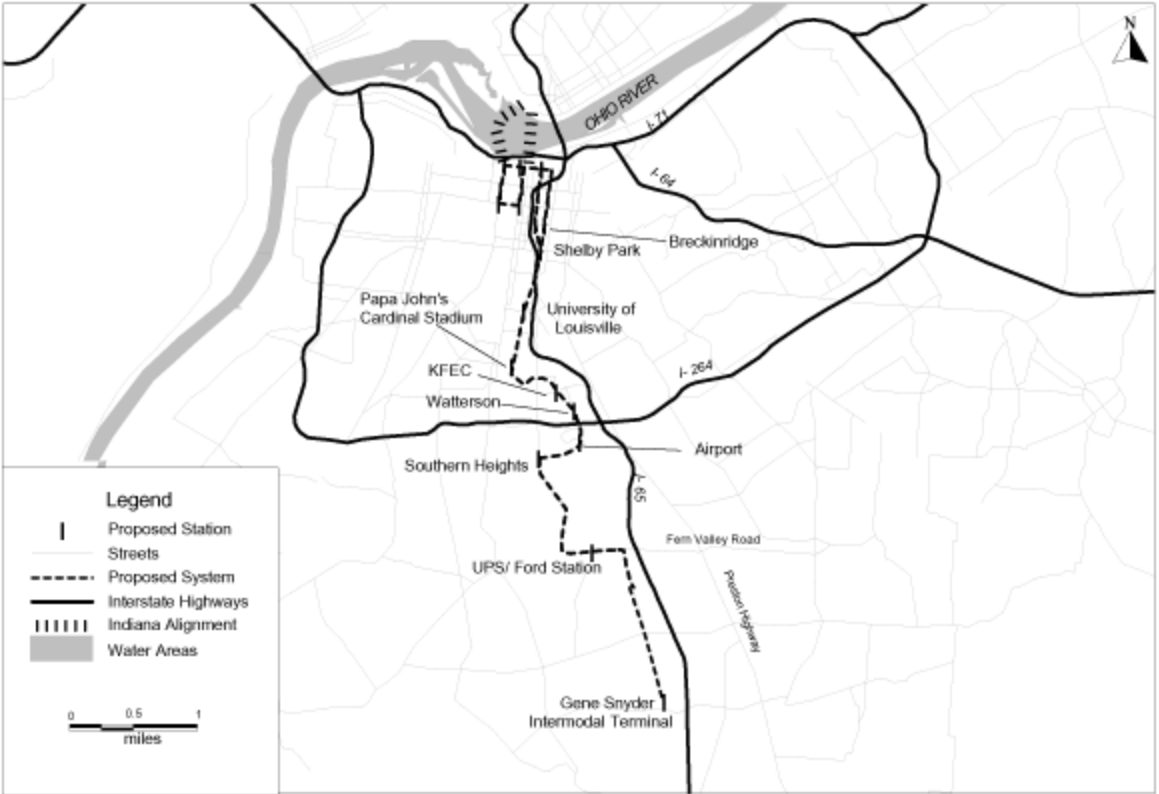 N
OHIO RIVER
I-71
I-64
Breckinridge
Shelby Park
Papa John's
Cardinal Stadium
University of
Louisville
KFEC
I-264
Watterson
Airport
Southern Heights
I-65
Fern Valley Road
UPS/ Ford Station
Preston Highway
Gene Snyder
Intermodal Terminal
Legend
Proposed Station
Streets
Proposed System
Interstate Highways
Indiana Alignment
Water Areas
0 0.5 1
miles